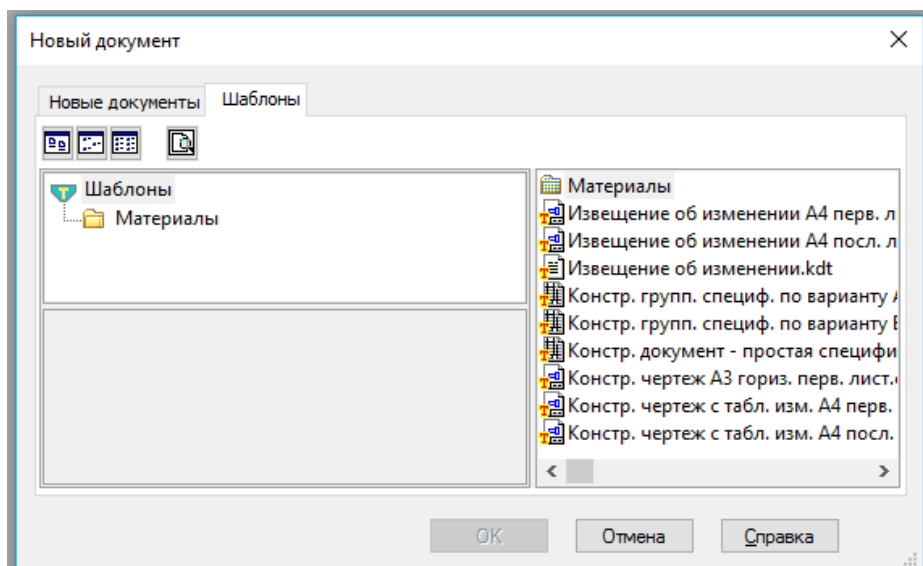 Новый документ
Новые документы
Шаблоны
Шаблоны
Материалы
Материалы
Извещение об изменении А4 перв. л
Извещение об изменении А4 посл. л
Извещение об изменении.kdt
Констр. групп. специф. по варианту А
Констр. групп. специф. по варианту
Констр. документ - простая специфи
Констр. чертеж А3 гориз. перв. лист.
Констр. чертеж с табл. изм. А4 перв.
Констр. чертеж с табл. изм. А4 посл.
OK
Отмена
Справка